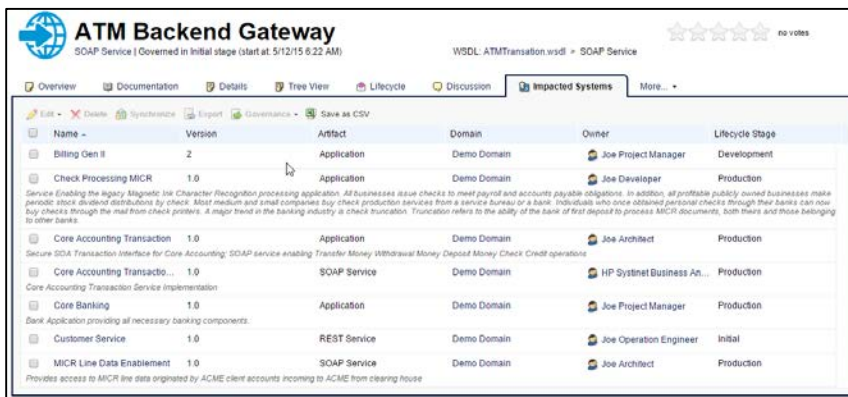 ATM Backend Gateway
SOAP Service | Governed in Initial stage (start at: 5/12/15 6:22 AM)
WSDL: ATMTransation.wsdl > SOAP Service
no votes
Overview Documentation Details Tree View Lifecycle Discussion Impacted Systems More...
Edit Delete Synchronize Export Governance Save as CSV
Name Version Artifact Domain Owner Lifecycle Stage
Billing Gen II 2 Application Demo Domain Joe Project Manager Development
Check Processing MICR 1.0 Application Demo Domain Joe Developer Production
Service Enabling the legacy Magnetic Ink Character Recognition processing application. All businesses issue checks to meet payroll and accounts payable obligations. In addition, all profitable publicly owned businesses make
periodic stock dividend distributions by check. Most medium and small companies buy check production services from a service bureau or a bank. Individuals who once obtained personal checks through their banks can now
buy checks through the mail from check printers. A major trend in the banking industry is check truncation. Truncation refers to the ability of the bank of first deposit to process MICR documents, both theirs and those belonging
to other banks.
Core Accounting Transaction 1.0 Application Demo Domain Joe Architect Production
Secure SOA Transaction Interface for Core Accounting; SOAP service enabling Transfer Money Withdrawal Money Deposit Money Check Credit operations
Core Accounting Transactio... 1.0 SOAP Service Demo Domain HP Systinet Business An... Production
Core Accounting Transaction Service Implementation
Core Banking 1.0 Application Demo Domain Joe Project Manager Production
Bank Application providing all necessary banking components.
Customer Service 1.0 REST Service Demo Domain Joe Operation Engineer Initial
MICR Line Data Enablement 1.0 SOAP Service Demo Domain Joe Architect Production
Provides access to MICR line data originated by ACME client accounts incoming to ACME from clearing house